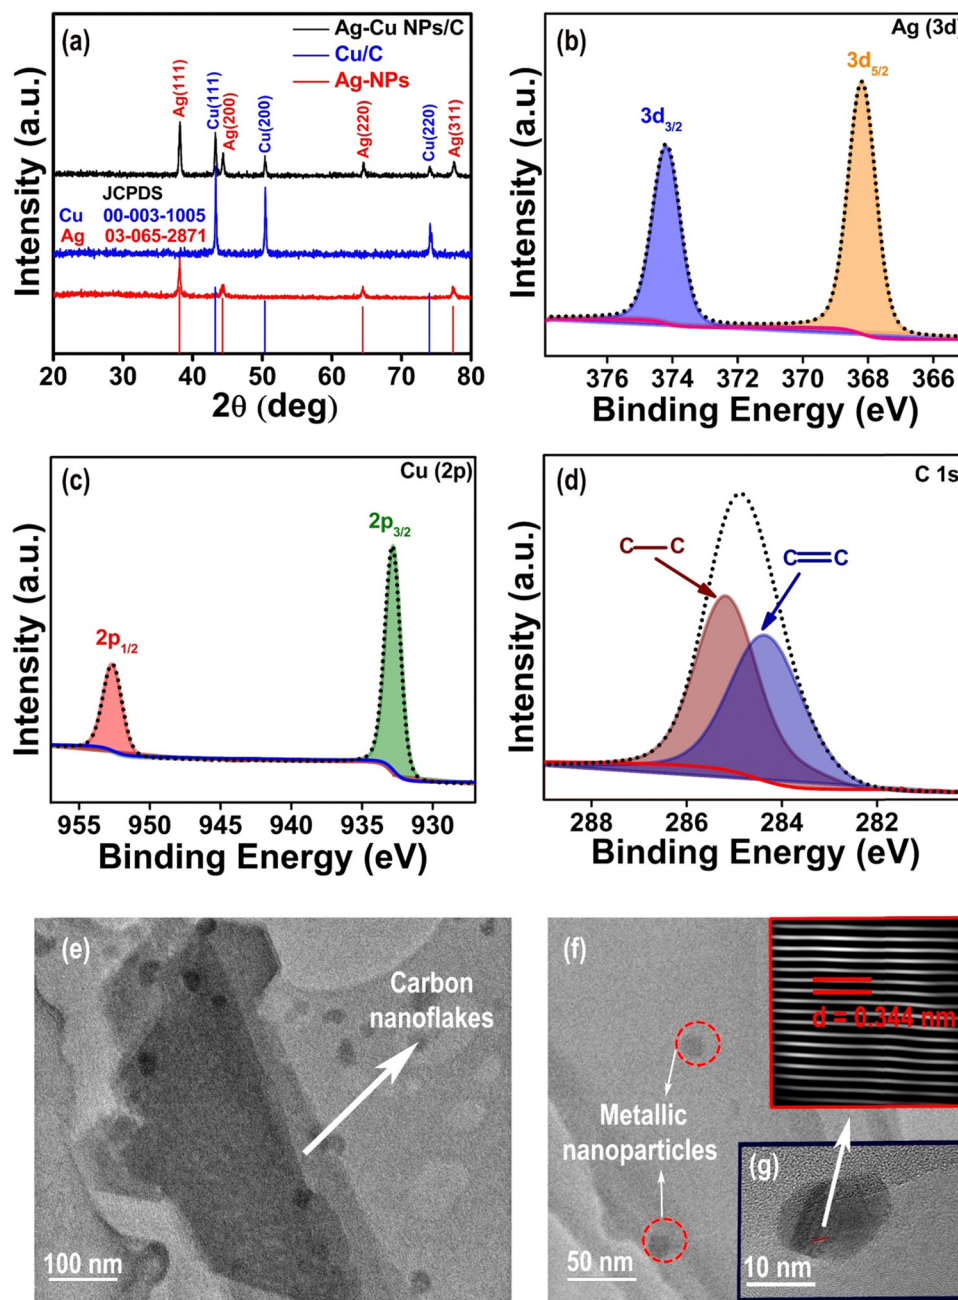 (a)
Ag-Cu NPs/C
Cu/C
Ag-NPs
Ag(111)
Cu(111)
Ag(200)
Cu(200)
Ag(220)
Cu(220)
Ag(311)
JCPDS
Cu 00-003-1005
Ag 03-065-2871
Intensity (a.u.)
20 30 40 50 60 70 80
2θ (deg)
(b)
Ag (3d)
3d3/2
3d5/2
Intensity (a.u.)
376 374 372 370 368 366
Binding Energy (eV)
(c)
Cu (2p)
2p1/2
2p3/2
Intensity (a.u.)
955 950 945 940 935 930
Binding Energy (eV)
(d)
C 1s
C—C
C=C
Intensity (a.u.)
288 286 284 282
Binding Energy (eV)
(e)
Carbon
nanoflakes
100 nm
(f)
d = 0.344 nm
Metallic
nanoparticles
50 nm
(g)
10 nm